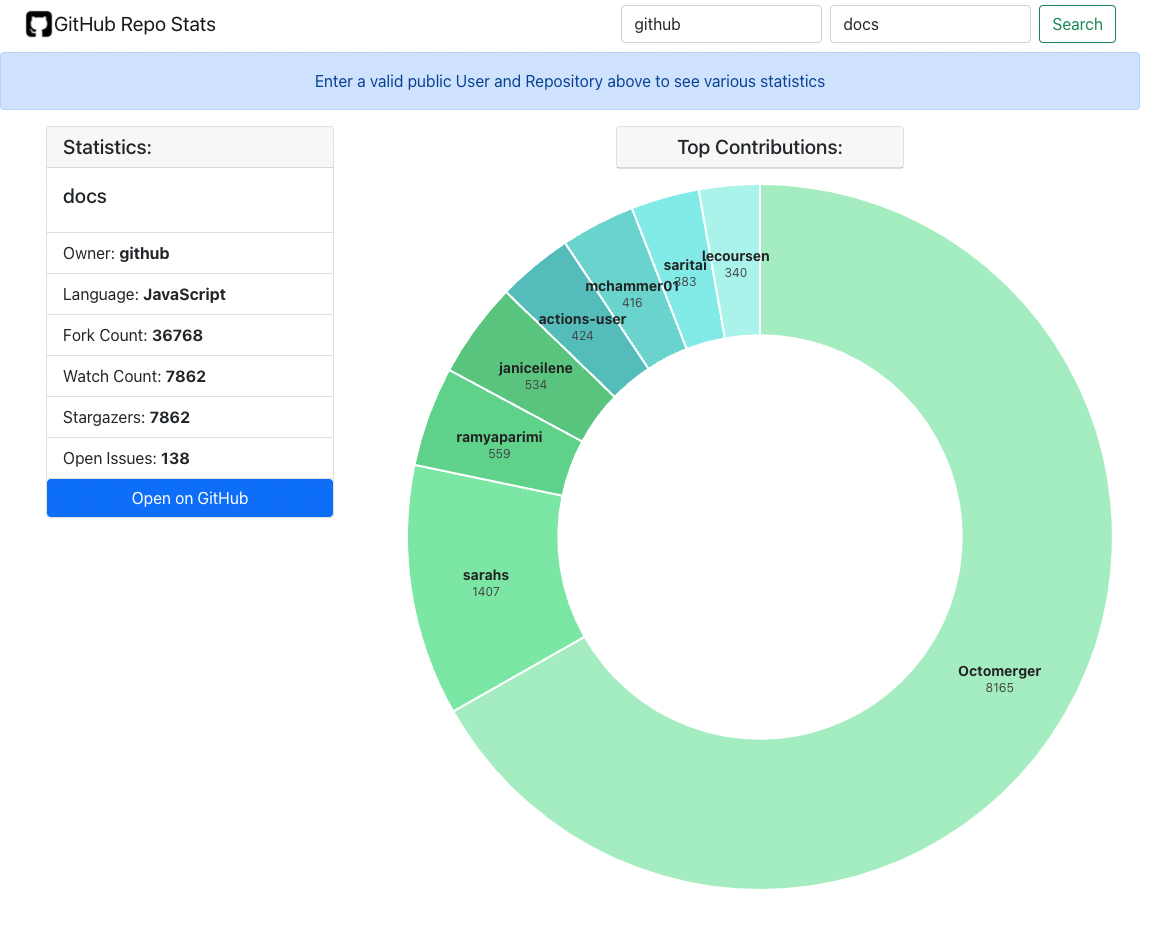 GitHub Repo Stats
github
docs
Search
Enter a valid public User and Repository above to see various statistics
Statistics:
docs
Owner: github
Language: JavaScript
Fork Count: 36768
Watch Count: 7862
Stargazers: 7862
Open Issues: 138
Open on GitHub
Top Contributions:
lecoursen
340
saritai
383
mchammer01
416
actions-user
424
janiceilene
534
ramyaparimi
559
sarahs
1407
Octomerger
8165